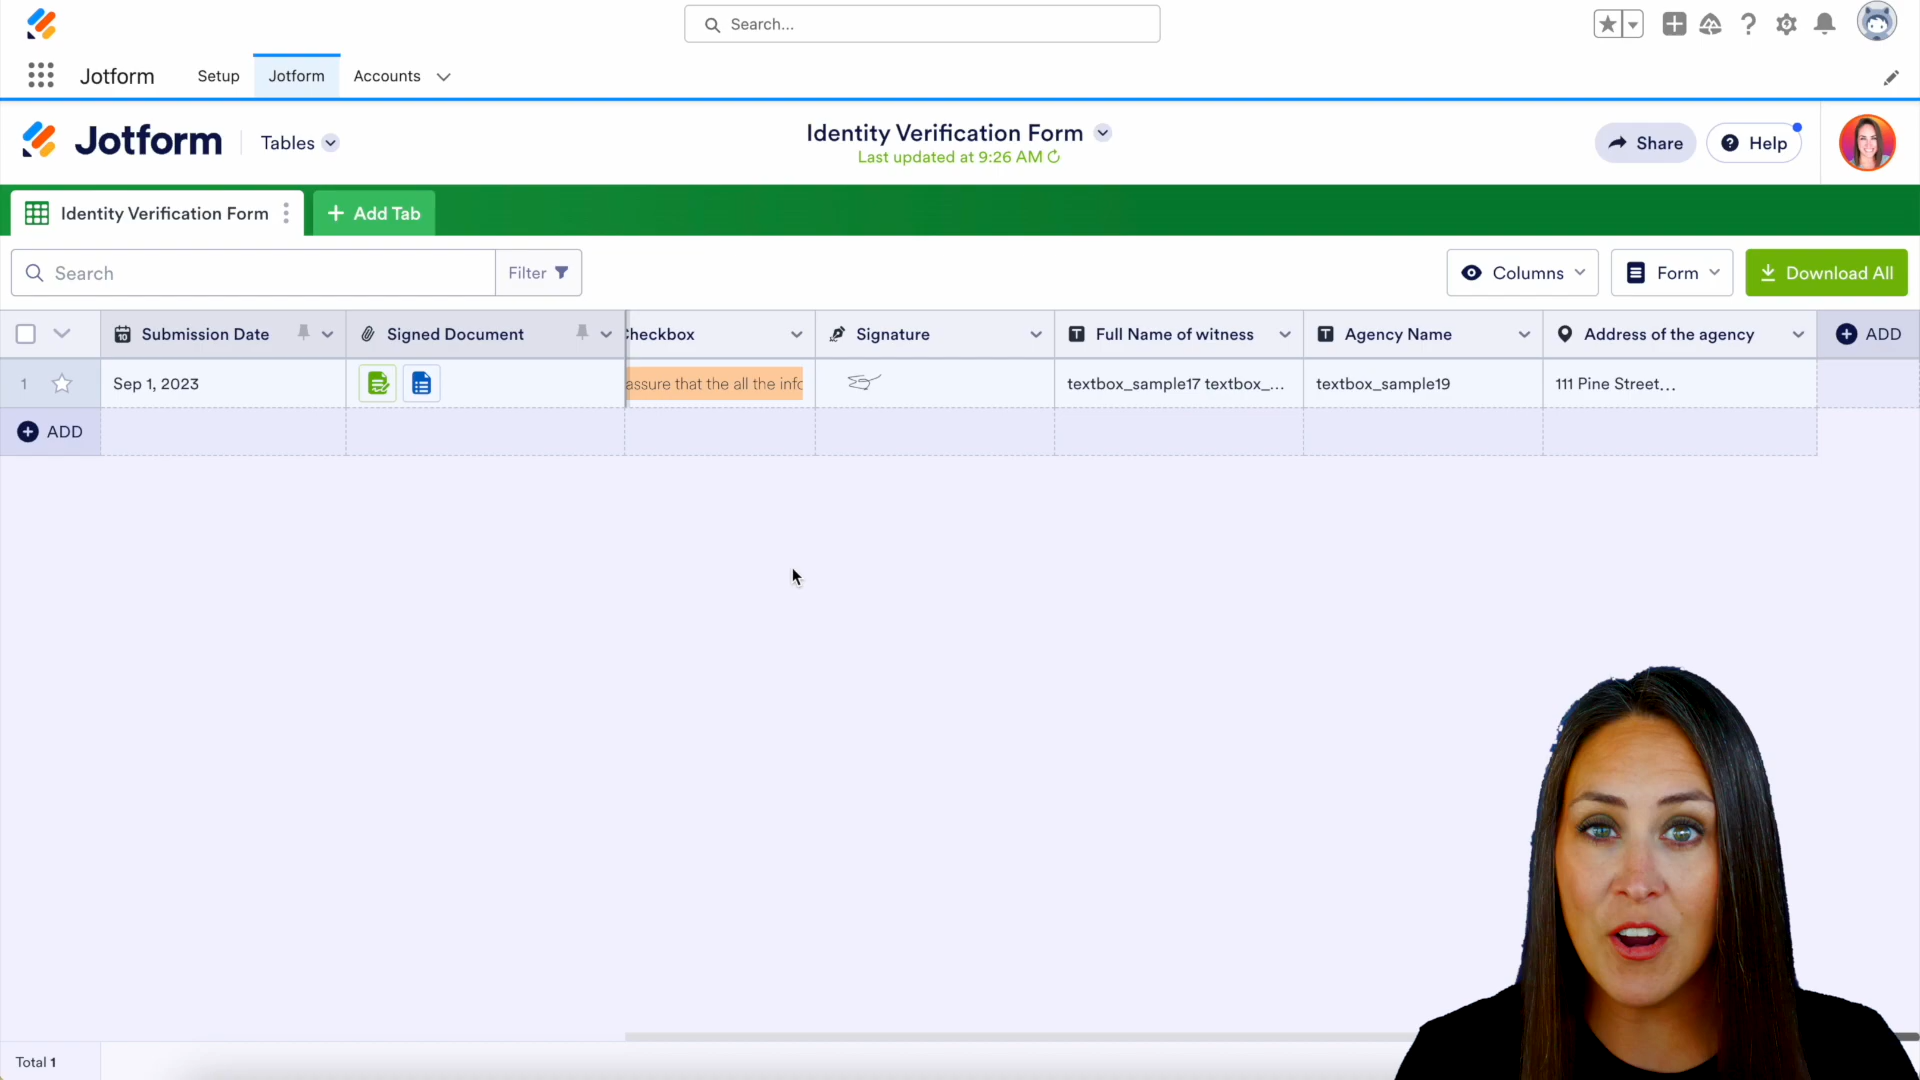 Search...
Jotform Setup Jotform Accounts
Jotform Tables Identity Verification Form Share Help
Last updated at 9:26 AM
Identity Verification Form + Add Tab
Search Filter Columns Form Download All
Submission Date Signed Document Checkbox Signature Full Name of witness Agency Name Address of the agency ADD
1 Sep 1, 2023 assure that the all the info textbox_sample17 textbox_... textbox_sample19 111 Pine Street...
ADD
Total 1